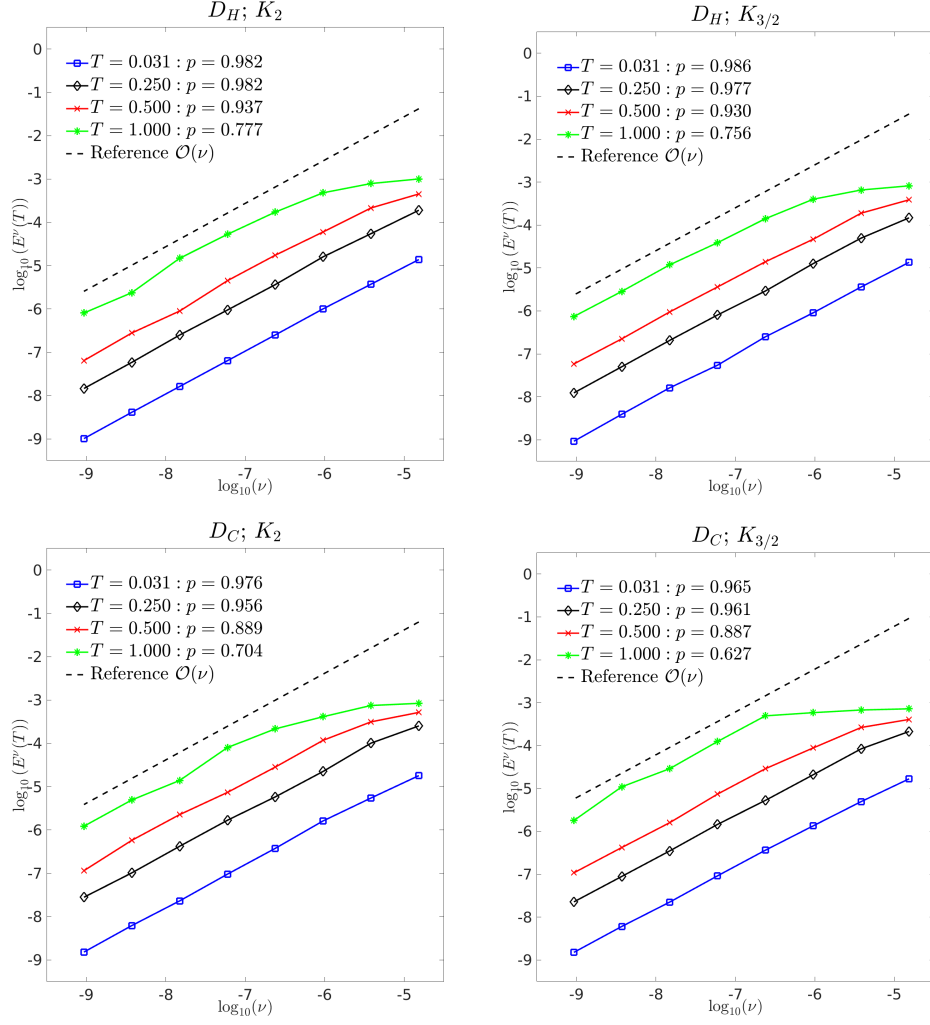 D_H; K_2
T = 0.031 : p = 0.982
T = 0.250 : p = 0.982
T = 0.500 : p = 0.937
T = 1.000 : p = 0.777
Reference O(ν)
0
-1
-2
-3
-4
-5
-6
-7
-8
-9
log_10 (E^ν(T))
-9 -8 -7 -6 -5
log_10(ν)
D_H; K_3/2
T = 0.031 : p = 0.986
T = 0.250 : p = 0.977
T = 0.500 : p = 0.930
T = 1.000 : p = 0.756
Reference O(ν)
0
-1
-2
-3
-4
-5
-6
-7
-8
-9
log_10 (E^ν(T))
-9 -8 -7 -6 -5
log_10(ν)
D_C; K_2
T = 0.031 : p = 0.976
T = 0.250 : p = 0.956
T = 0.500 : p = 0.889
T = 1.000 : p = 0.704
Reference O(ν)
0
-1
-2
-3
-4
-5
-6
-7
-8
-9
log_10 (E^ν(T))
-9 -8 -7 -6 -5
log_10(ν)
D_C; K_3/2
T = 0.031 : p = 0.965
T = 0.250 : p = 0.961
T = 0.500 : p = 0.887
T = 1.000 : p = 0.627
Reference O(ν)
0
-1
-2
-3
-4
-5
-6
-7
-8
-9
log_10 (E^ν(T))
-9 -8 -7 -6 -5
log_10(ν)